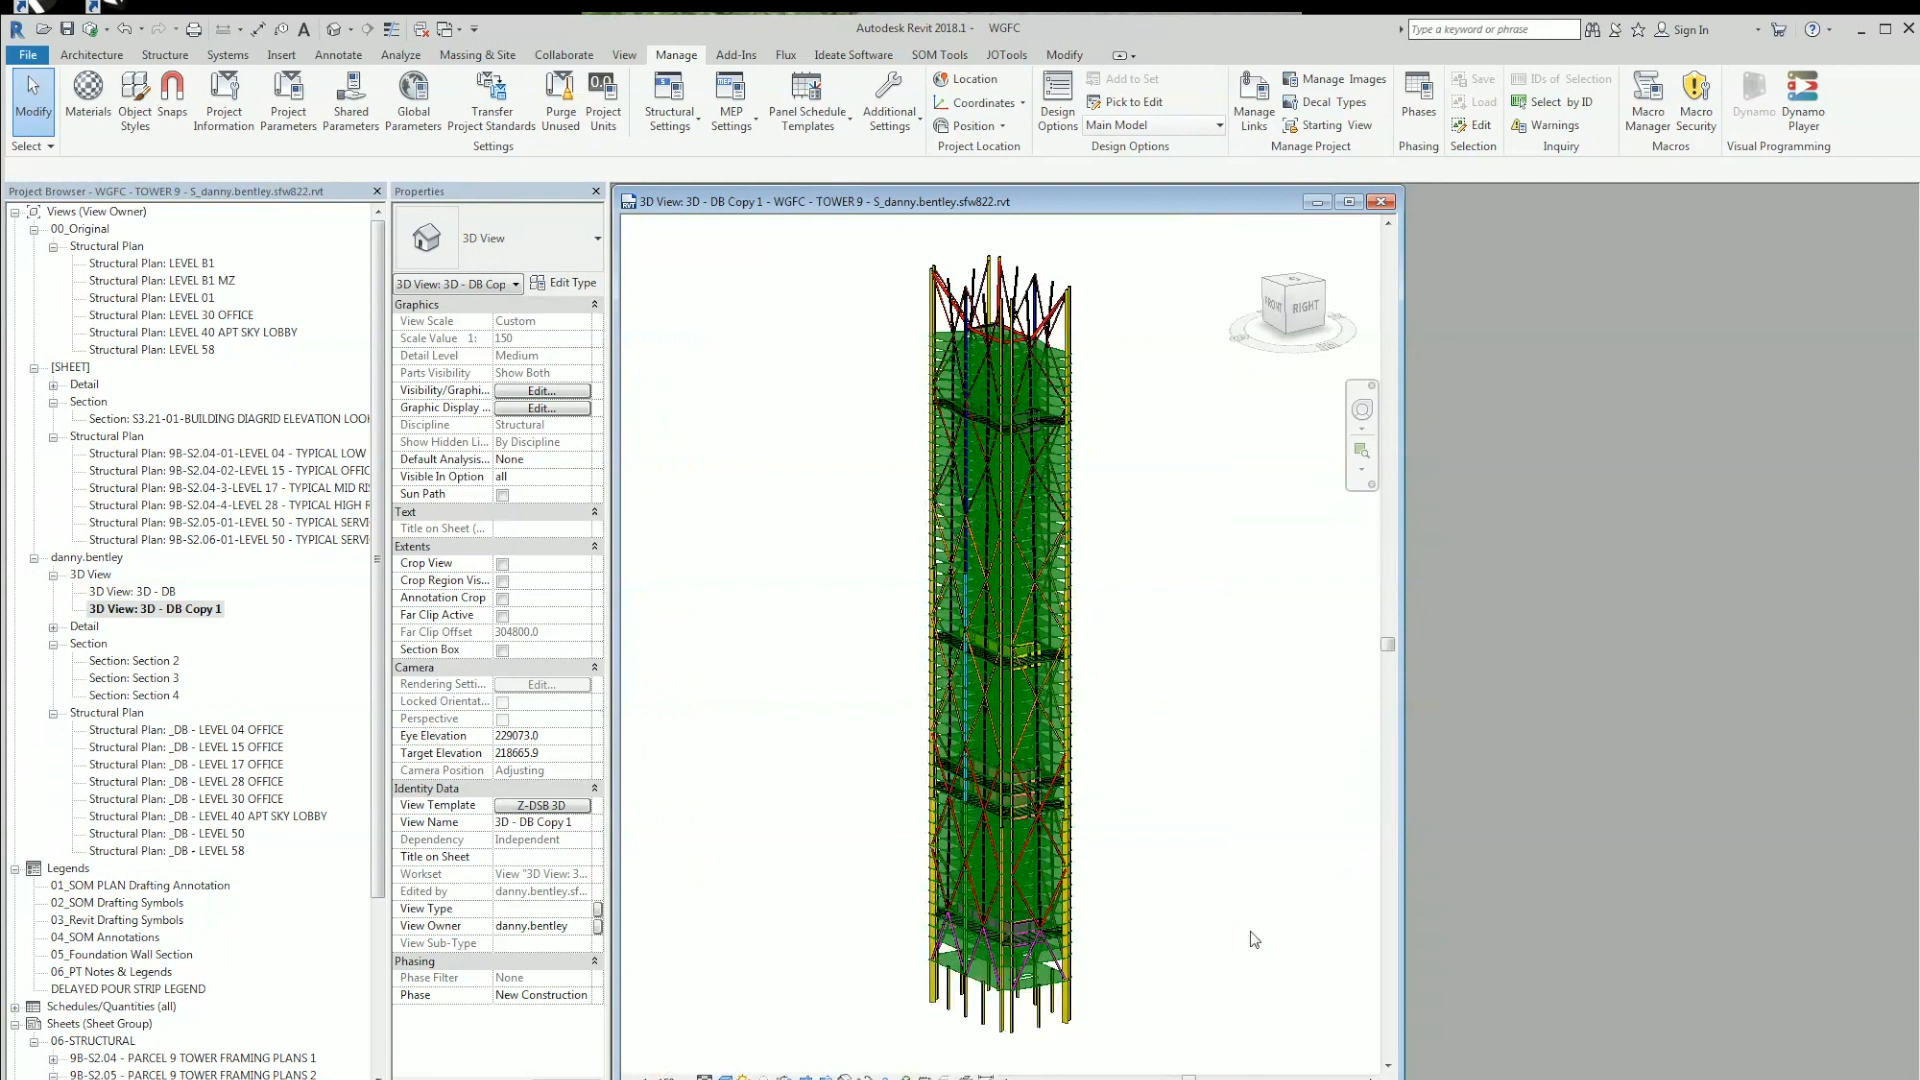 Autodesk Revit 2018.1 - WGFC
Type a keyword or phrase
Sign In
File Architecture Structure Systems Insert Annotate Analyze Massing & Site Collaborate View Manage Add-Ins Flux Ideate Software SOM Tools JOTools Modify
Modify
Materials
Object Styles
Snaps
Project Information
Project Parameters
Shared Parameters
Global Parameters
Transfer Project Standards
Purge Unused
Project Units
Structural Settings
MEP Settings
Panel Schedule Templates
Additional Settings
Location
Coordinates
Position
Design Options
Add to Set
Pick to Edit
Main Model
Manage Links
Manage Images
Decal Types
Starting View
Phases
Save
Load
Edit
IDs of Selection
Select by ID
Warnings
Macro Manager
Macro Security
Dynamo
Dynamo Player
Select
Settings
Project Location
Design Options
Manage Project
Phasing
Selection
Inquiry
Macros
Visual Programming
Project Browser - WGFC - TOWER 9 - S_danny.bentley.sfw822.rvt
Views (View Owner)
00_Original
Structural Plan
Structural Plan: LEVEL B1
Structural Plan: LEVEL B1 MZ
Structural Plan: LEVEL 01
Structural Plan: LEVEL 30 OFFICE
Structural Plan: LEVEL 40 APT SKY LOBBY
Structural Plan: LEVEL 58
[SHEET]
Detail
Section
Section: S3.21-01-BUILDING DIAGRID ELEVATION LOOK
Structural Plan
Structural Plan: 9B-S2.04-01-LEVEL 04 - TYPICAL LOW
Structural Plan: 9B-S2.04-02-LEVEL 15 - TYPICAL OFFIC
Structural Plan: 9B-S2.04-3-LEVEL 17 - TYPICAL MID RI
Structural Plan: 9B-S2.04-4-LEVEL 28 - TYPICAL HIGH R
Structural Plan: 9B-S2.05-01-LEVEL 50 - TYPICAL SERVI
Structural Plan: 9B-S2.06-01-LEVEL 50 - TYPICAL SERVI
danny.bentley
3D View
3D View: 3D - DB
3D View: 3D - DB Copy 1
Detail
Section
Section: Section 2
Section: Section 3
Section: Section 4
Structural Plan
Structural Plan: _DB - LEVEL 04 OFFICE
Structural Plan: _DB - LEVEL 15 OFFICE
Structural Plan: _DB - LEVEL 17 OFFICE
Structural Plan: _DB - LEVEL 28 OFFICE
Structural Plan: _DB - LEVEL 30 OFFICE
Structural Plan: _DB - LEVEL 40 APT SKY LOBBY
Structural Plan: _DB - LEVEL 50
Structural Plan: _DB - LEVEL 58
Legends
01_SOM PLAN Drafting Annotation
02_SOM Drafting Symbols
03_Revit Drafting Symbols
04_SOM Annotations
05_Foundation Wall Section
06_PT Notes & Legends
DELAYED POUR STRIP LEGEND
Schedules/Quantities (all)
Sheets (Sheet Group)
06-STRUCTURAL
9B-S2.04 - PARCEL 9 TOWER FRAMING PLANS 1
9B-S2.05 - PARCEL 9 TOWER FRAMING PLANS 2
Properties
3D View
3D View: 3D - DB Cop
Edit Type
Graphics
View Scale Custom
Scale Value 1: 150
Detail Level Medium
Parts Visibility Show Both
Visibility/Graphi... Edit...
Graphic Display ... Edit...
Discipline Structural
Show Hidden Li... By Discipline
Default Analysis... None
Visible In Option all
Sun Path
Text
Title on Sheet (...
Extents
Crop View
Crop Region Vis...
Annotation Crop
Far Clip Active
Far Clip Offset 304800.0
Section Box
Camera
Rendering Setti... Edit...
Locked Orientat...
Perspective
Eye Elevation 229073.0
Target Elevation 218665.9
Camera Position Adjusting
Identity Data
View Template Z-DSB 3D
View Name 3D - DB Copy 1
Dependency Independent
Title on Sheet
Workset View "3D View: 3...
Edited by danny.bentley.sf...
View Type
View Owner danny.bentley
View Sub-Type
Phasing
Phase Filter None
Phase New Construction
3D View: 3D - DB Copy 1 - WGFC - TOWER 9 - S_danny.bentley.sfw822.rvt
FRONT
RIGHT